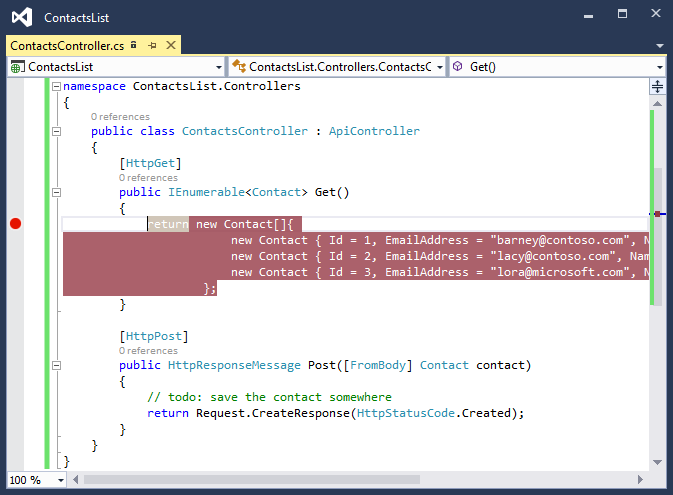 ContactsList
ContactsController.cs
ContactsList ContactsList.Controllers.ContactsC Get()
namespace ContactsList.Controllers
{
0 references
public class ContactsController : ApiController
{
[HttpGet]
0 references
public IEnumerable<Contact> Get()
{
return new Contact[]{
new Contact { Id = 1, EmailAddress = "barney@contoso.com", N
new Contact { Id = 2, EmailAddress = "lacy@contoso.com", Nam
new Contact { Id = 3, EmailAddress = "lora@microsoft.com", N
};
}
[HttpPost]
0 references
public HttpResponseMessage Post([FromBody] Contact contact)
{
// todo: save the contact somewhere
return Request.CreateResponse(HttpStatusCode.Created);
}
}
}
100 %